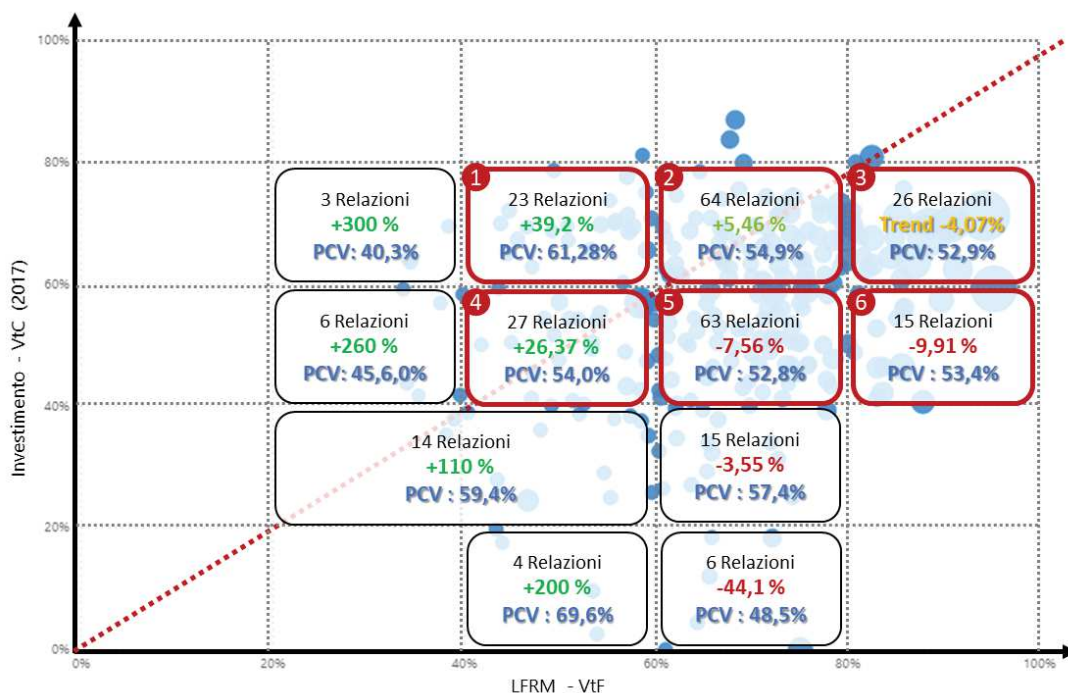 100%
80%
1
2
3
3 Relazioni
+300 %
PCV: 40,3%
23 Relazioni
+39,2 %
PCV: 61,28%
64 Relazioni
+5,46 %
PCV: 54,9%
26 Relazioni
Trend -4,07%
PCV: 52,9%
60%
4
5
6
6 Relazioni
+260 %
PCV: 45,6,0%
27 Relazioni
+26,37 %
PCV: 54,0%
63 Relazioni
-7,56 %
PCV : 52,8%
15 Relazioni
-9,91 %
PCV : 53,4%
40%
14 Relazioni
+110 %
PCV : 59,4%
15 Relazioni
-3,55 %
PCV : 57,4%
20%
4 Relazioni
+200 %
PCV : 69,6%
6 Relazioni
-44,1 %
PCV : 48,5%
0%
0%
20%
40%
60%
80%
100%
Investimento - VtC (2017)
LFRM - VtF